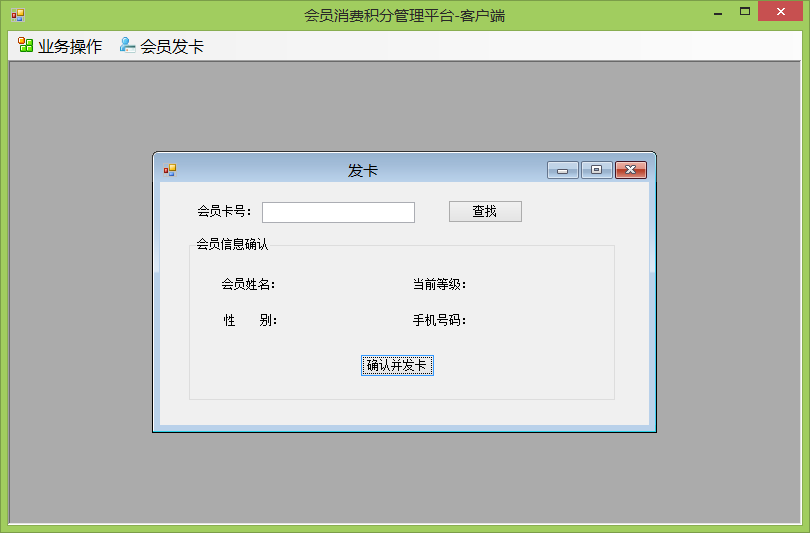 会员消费积分管理平台-客户端
业务操作 会员发卡
发卡
会员卡号： 查找
会员信息确认
会员姓名： 当前等级：
性 别： 手机号码：
确认并发卡